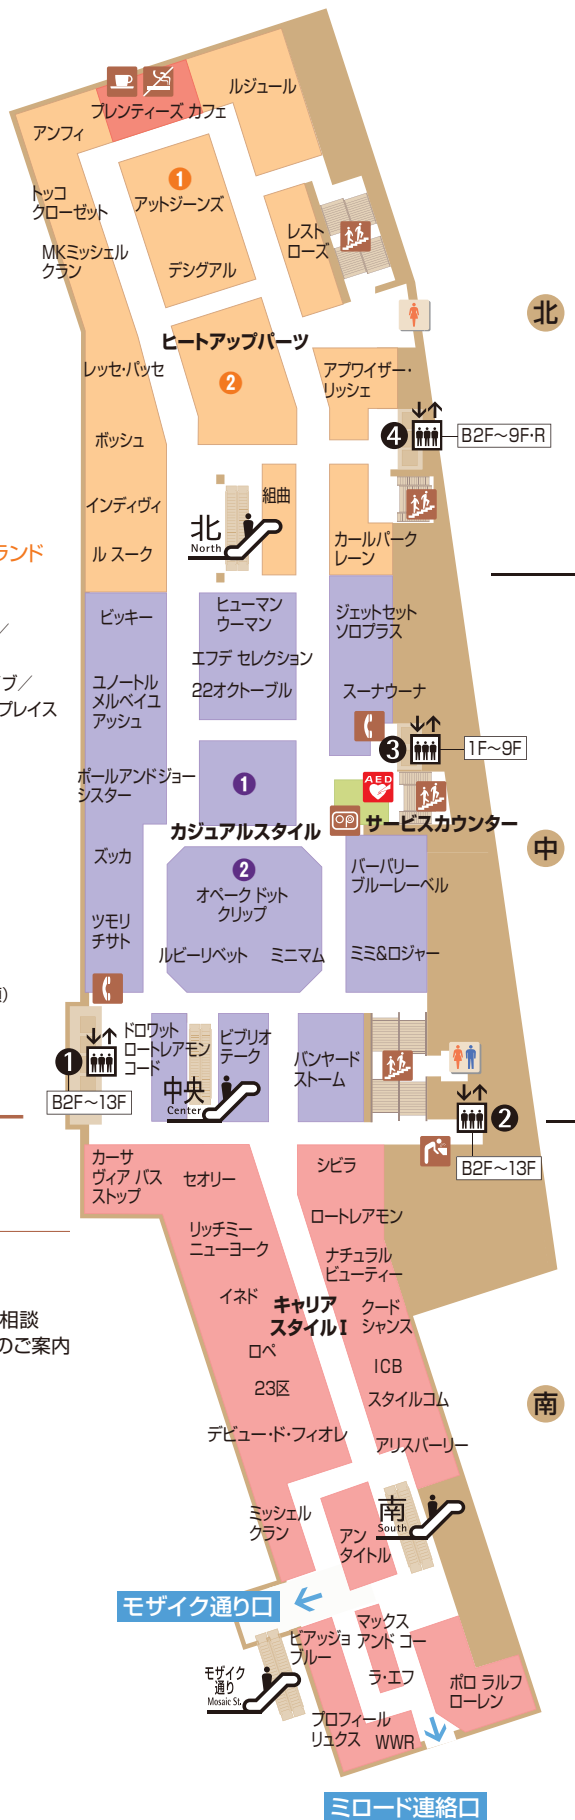 プレンティーズ カフェ
ルジュール
アンフィ
1
アットジーンズ
トッコ
クローゼット
MKミッシェル
クラン
デシグアル
レスト
ローズ
北
ヒートアップパーツ
2
レッセ・パッセ
アプワイザー・
リッシェ
ボッシュ
4
B2F〜9F・R
インディヴィ
組曲
北
North
カールパーク
レーン
ル スーク
ランド
ビッキー
ヒューマン
ウーマン
ジェットセット
ソロプラス
／
エフデ セレクション
ユノートル
メルベイユ
アッシュ
22オクトーブル
スーナウーナ
ブ／
プレイス
3
1F〜9F
ポールアンドジョー
シスター
1
AED
カジュアルスタイル
サービスカウンター
中
ズッカ
2
オペーク ドット
クリップ
バーバリー
ブルーレーベル
ツモリ
チサト
ルビーリベット
ミニマム
ミミ&ロジャー
1
B2F〜13F
ドロワット
ロートレアモン
コード
ビブリオ
テーク
バンヤード
ストーム
中央
Center
2
B2F〜13F
カーサ
ヴィア バス
ストップ
セオリー
シビラ
リッチミー
ニューヨーク
ロートレアモン
ナチュラル
ビューティー
イネド
キャリア
スタイルⅠ
クード
シャンス
相談
のご案内
ロペ
ICB
23区
スタイルコム
南
デビュー・ド・フィオレ
アリスバーリー
ミッシェル
クラン
アン
タイトル
南
South
モザイク通り口
ビアッジョ
ブルー
マックス
アンド コー
モザイク
通り
Mosaic St.
ラ・エフ
ポロ ラルフ
ローレン
プロフィール
リュクス
WWR
ミロード連絡口